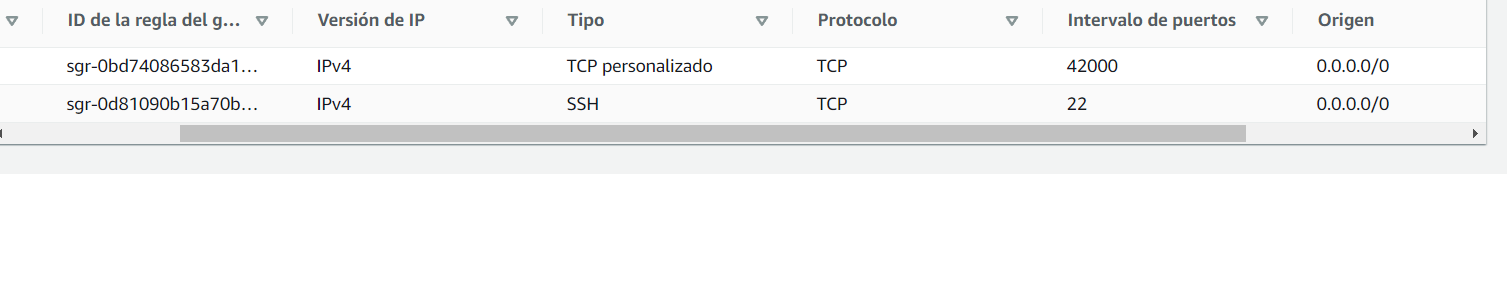 ID de la regla del g... Versión de IP Tipo Protocolo Intervalo de puertos Origen
sgr-0bd74086583da1... IPv4 TCP personalizado TCP 42000 0.0.0.0/0
sgr-0d81090b15a70b... IPv4 SSH TCP 22 0.0.0.0/0